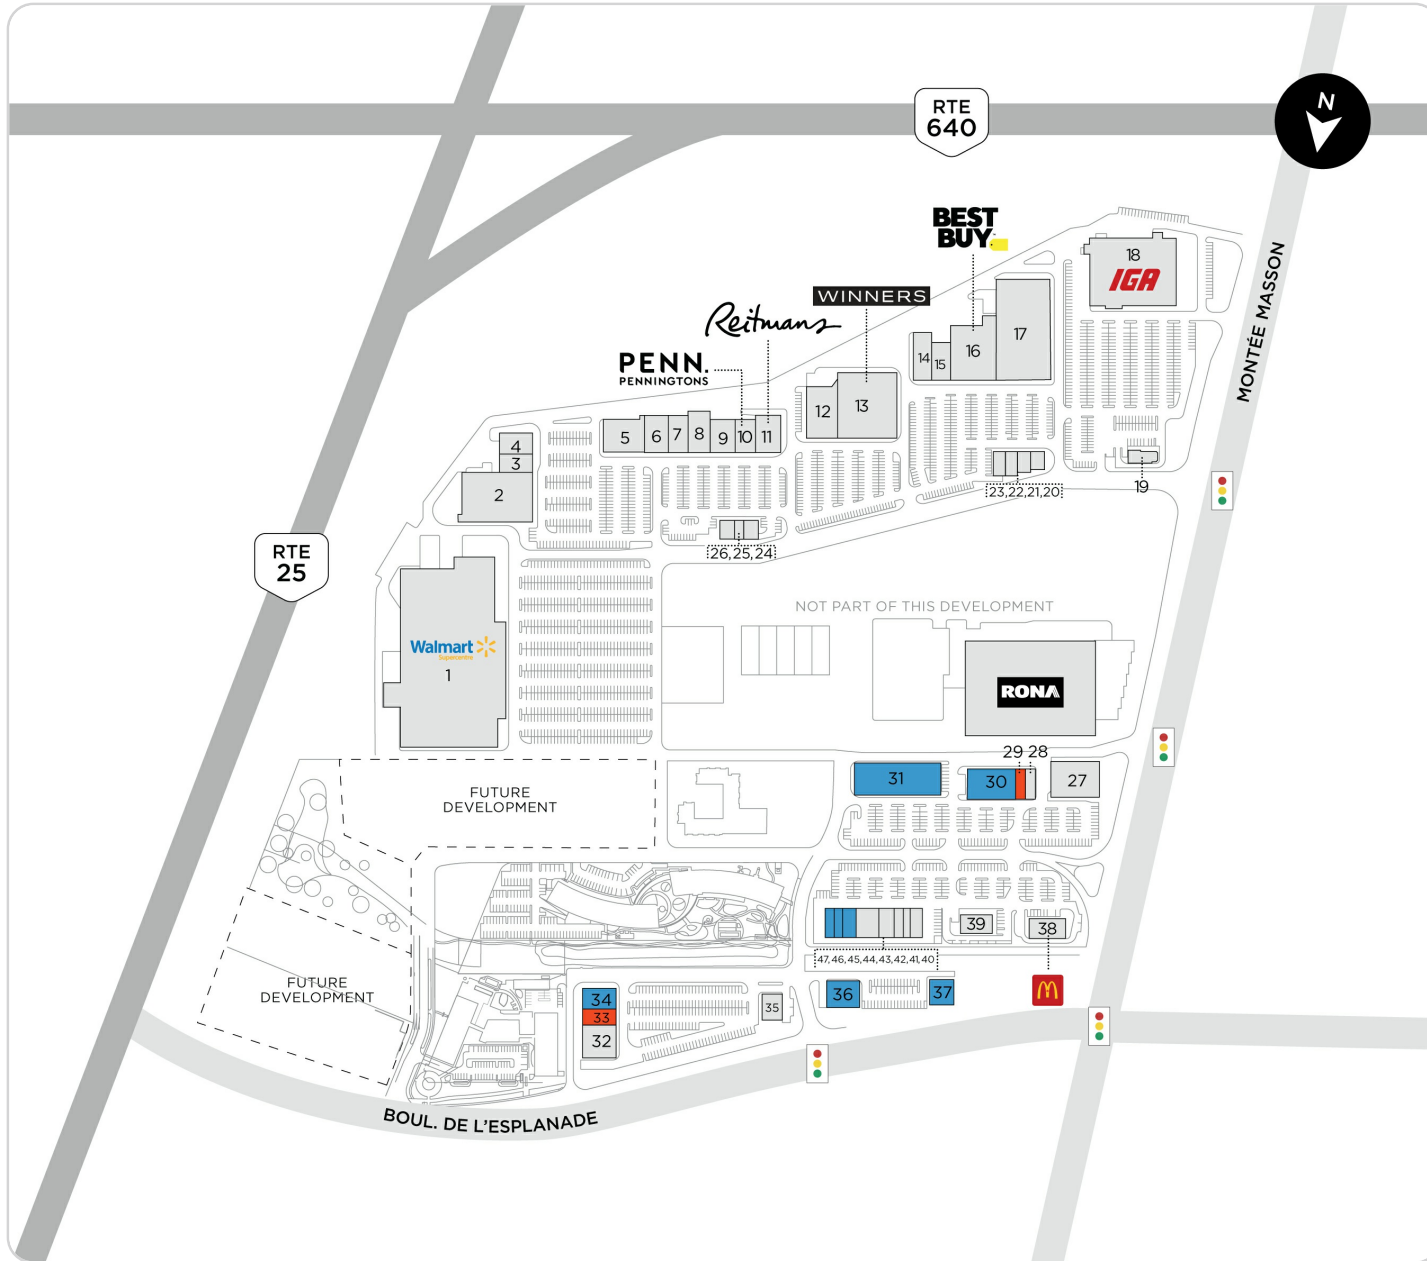 RTE
640
N
BEST
BUY
18
IGA
MONTÉE MASSON
WINNERS
Reitmans
PENN.
PENNINGTONS
17
16
14
15
13
12
5
6
7
8
9
10
11
4
3
2
19
23,22,21,20
26,25,24
RTE
25
NOT PART OF THIS DEVELOPMENT
Walmart
Supercentre
1
RONA
29
28
31
30
27
FUTURE
DEVELOPMENT
39
38
47,46,45,44,43,42,41,40
FUTURE
DEVELOPMENT
34
33
32
35
36
37
M
BOUL. DE L'ESPLANADE